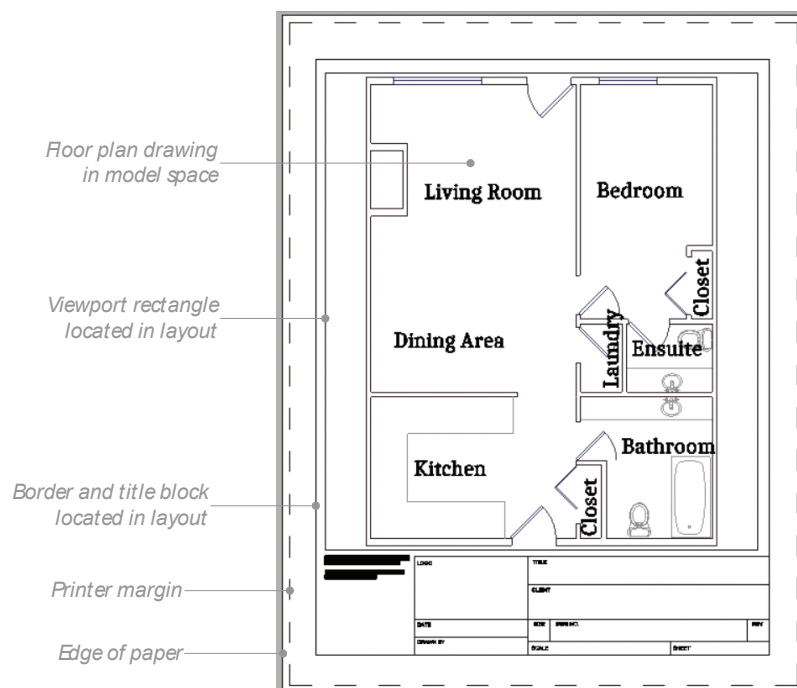 Floor plan drawing
in model space
Living Room
Bedroom
Closet
Viewport rectangle
located in layout
Dining Area
Laundry
Ensuite
Kitchen
Bathroom
Closet
Border and title block
located in layout
LOGO
TITLE
CLIENT
Printer margin
DATE
SIZE
REV
DRAWN BY
SCALE
SHEET
Edge of paper